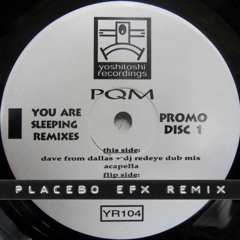 yoshitoshi
recordings
PQM
YOU ARE
SLEEPING
REMIXES
PROMO
DISC 1
this side:
dave from dallas + dj redeye dub mix
acapella
flip side:
PLACEBO EFX REMIX
YR104